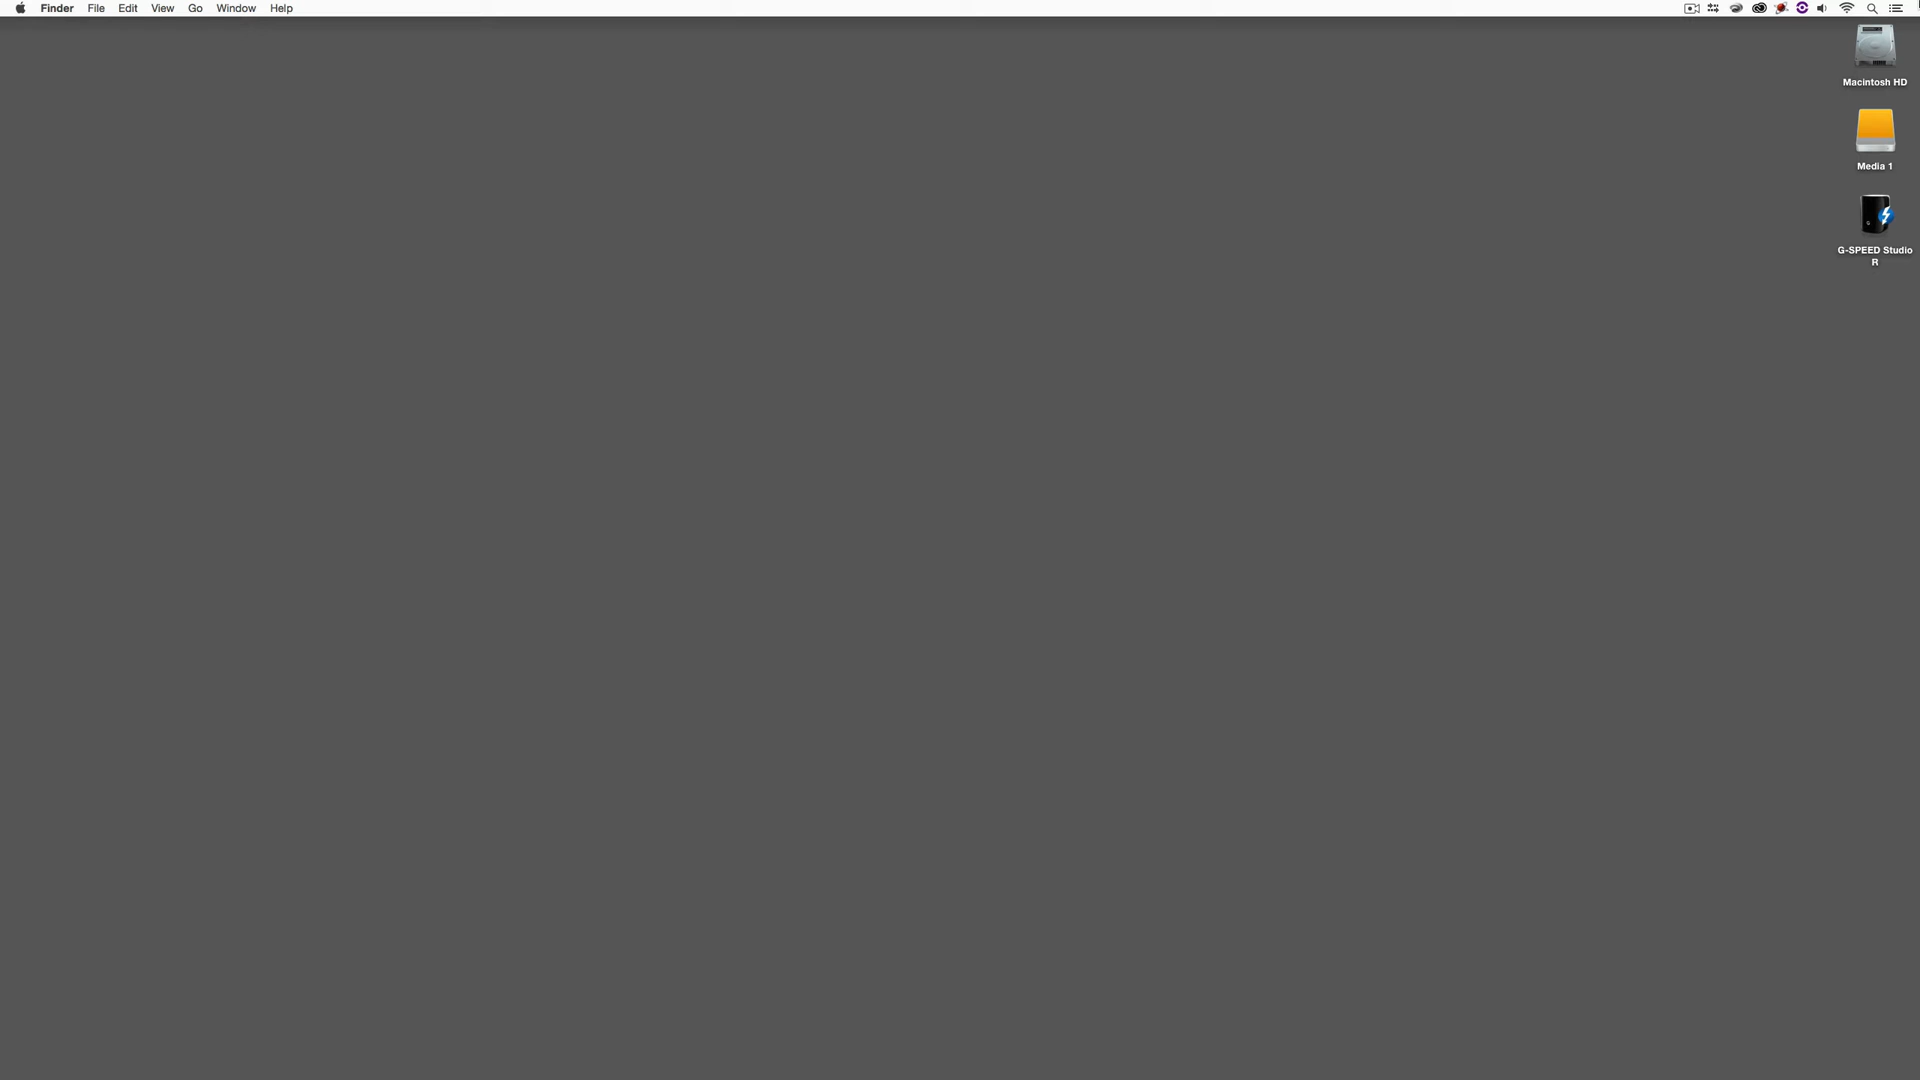 Finder File Edit View Go Window Help
Macintosh HD
Media 1
G-SPEED Studio
R